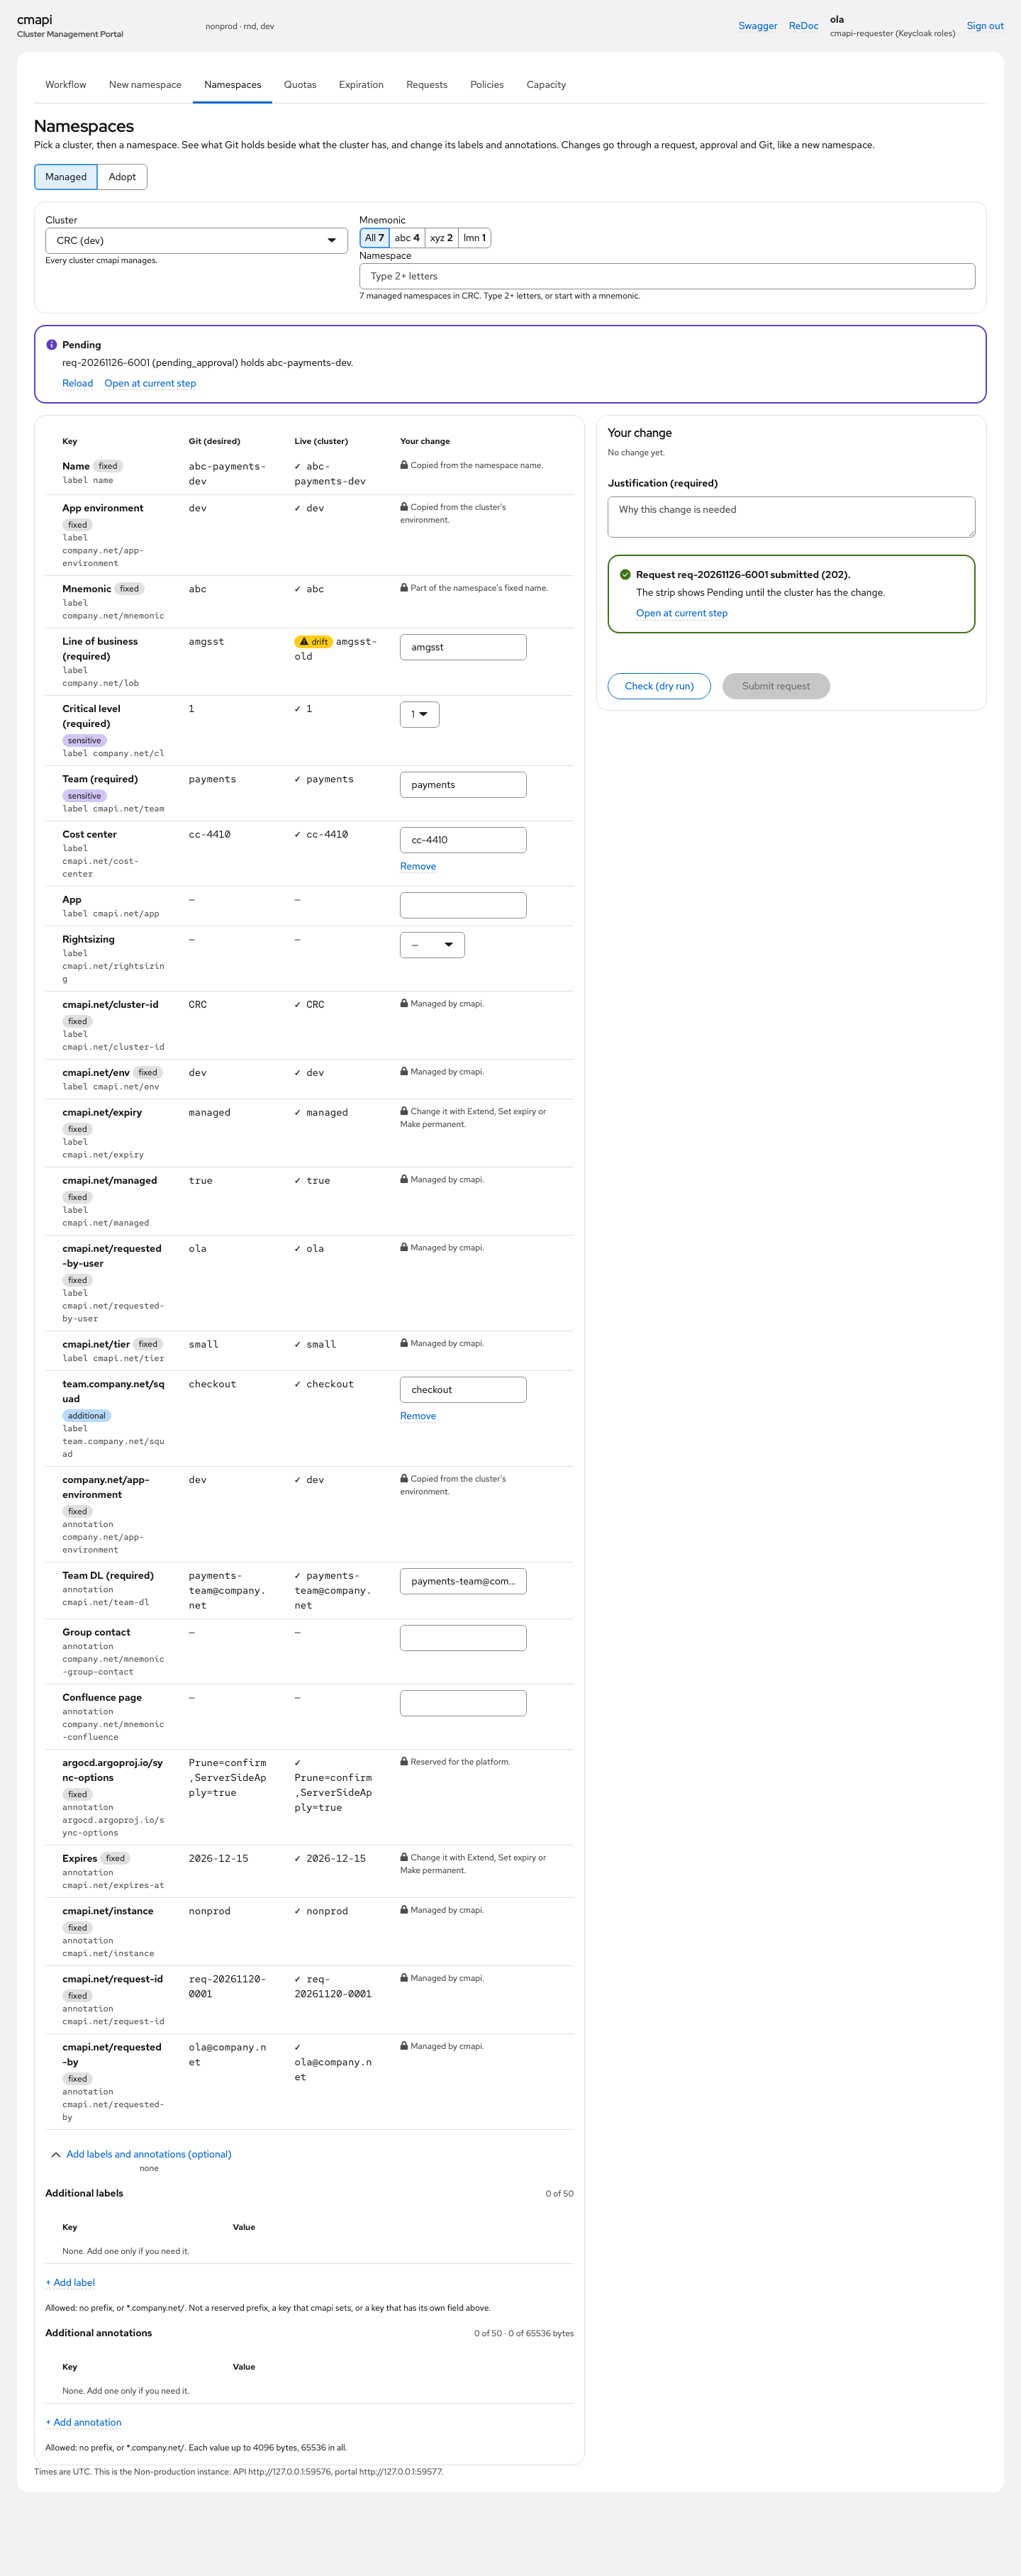 cmapi
Cluster Management Portal
nonprod · rnd, dev
Swagger
ReDoc
ola
cmapi-requester (Keycloak roles)
Sign out
Workflow
New namespace
Namespaces
Quotas
Expiration
Requests
Policies
Capacity
Namespaces
Pick a cluster, then a namespace. See what Git holds beside what the cluster has, and change its labels and annotations. Changes go through a request, approval and Git, like a new namespace.
Managed
Adopt
Cluster
CRC (dev)
Every cluster cmapi manages.
Mnemonic
All 7
abc 4
xyz 2
lmn 1
Namespace
Type 2+ letters
7 managed namespaces in CRC. Type 2+ letters, or start with a mnemonic.
Pending
req-20261126-6001 (pending_approval) holds abc-payments-dev.
Reload
Open at current step
Key
Git (desired)
Live (cluster)
Your change
Name fixed
label name
abc-payments-
dev
✓ abc-
payments-dev
Copied from the namespace name.
App environment
fixed
label
company.net/app-
environment
dev
✓ dev
Copied from the cluster's
environment.
Mnemonic fixed
label
company.net/mnemonic
abc
✓ abc
Part of the namespace's fixed name.
Line of business
(required)
label
company.net/lob
amgsst
drift amgsst-
old
amgsst
Critical level
(required)
sensitive
label company.net/cl
1
✓ 1
1
Team (required)
sensitive
label cmapi.net/team
payments
✓ payments
payments
Cost center
label
cmapi.net/cost-
center
cc-4410
✓ cc-4410
cc-4410
Remove
App
label cmapi.net/app
—
—
Rightsizing
label
cmapi.net/rightsizin
g
—
—
—
cmapi.net/cluster-id
fixed
label
cmapi.net/cluster-id
CRC
✓ CRC
Managed by cmapi.
cmapi.net/env fixed
label cmapi.net/env
dev
✓ dev
Managed by cmapi.
cmapi.net/expiry
fixed
label
cmapi.net/expiry
managed
✓ managed
Change it with Extend, Set expiry or
Make permanent.
cmapi.net/managed
fixed
label
cmapi.net/managed
true
✓ true
Managed by cmapi.
cmapi.net/requested
-by-user
fixed
label
cmapi.net/requested-
by-user
ola
✓ ola
Managed by cmapi.
cmapi.net/tier fixed
label cmapi.net/tier
small
✓ small
Managed by cmapi.
team.company.net/sq
uad
additional
label
team.company.net/squ
ad
checkout
✓ checkout
checkout
Remove
company.net/app-
environment
fixed
annotation
company.net/app-
environment
dev
✓ dev
Copied from the cluster's
environment.
Team DL (required)
annotation
cmapi.net/team-dl
payments-
team@company.
net
✓ payments-
team@company.
net
payments-team@com...
Group contact
annotation
company.net/mnemonic
-group-contact
—
—
Confluence page
annotation
company.net/mnemonic
-confluence
—
—
argocd.argoproj.io/sy
nc-options
fixed
annotation
argocd.argoproj.io/s
ync-options
Prune=confirm
,ServerSideAp
ply=true
✓
Prune=confirm
,ServerSideAp
ply=true
Reserved for the platform.
Expires fixed
annotation
cmapi.net/expires-at
2026-12-15
✓ 2026-12-15
Change it with Extend, Set expiry or
Make permanent.
cmapi.net/instance
fixed
annotation
cmapi.net/instance
nonprod
✓ nonprod
Managed by cmapi.
cmapi.net/request-id
fixed
annotation
cmapi.net/request-id
req-20261120-
0001
✓ req-
20261120-0001
Managed by cmapi.
cmapi.net/requested
-by
fixed
annotation
cmapi.net/requested-
by
ola@company.n
et
✓
ola@company.n
et
Managed by cmapi.
Add labels and annotations (optional)
none
Additional labels
0 of 50
Key
Value
None. Add one only if you need it.
+ Add label
Allowed: no prefix, or *.company.net/. Not a reserved prefix, a key that cmapi sets, or a key that has its own field above.
Additional annotations
0 of 50 · 0 of 65536 bytes
Key
Value
None. Add one only if you need it.
+ Add annotation
Allowed: no prefix, or *.company.net/. Each value up to 4096 bytes, 65536 in all.
Your change
No change yet.
Justification (required)
Why this change is needed
Request req-20261126-6001 submitted (202).
The strip shows Pending until the cluster has the change.
Open at current step
Check (dry run)
Submit request
Times are UTC. This is the Non-production instance: API http://127.0.0.1:59576, portal http://127.0.0.1:59577.